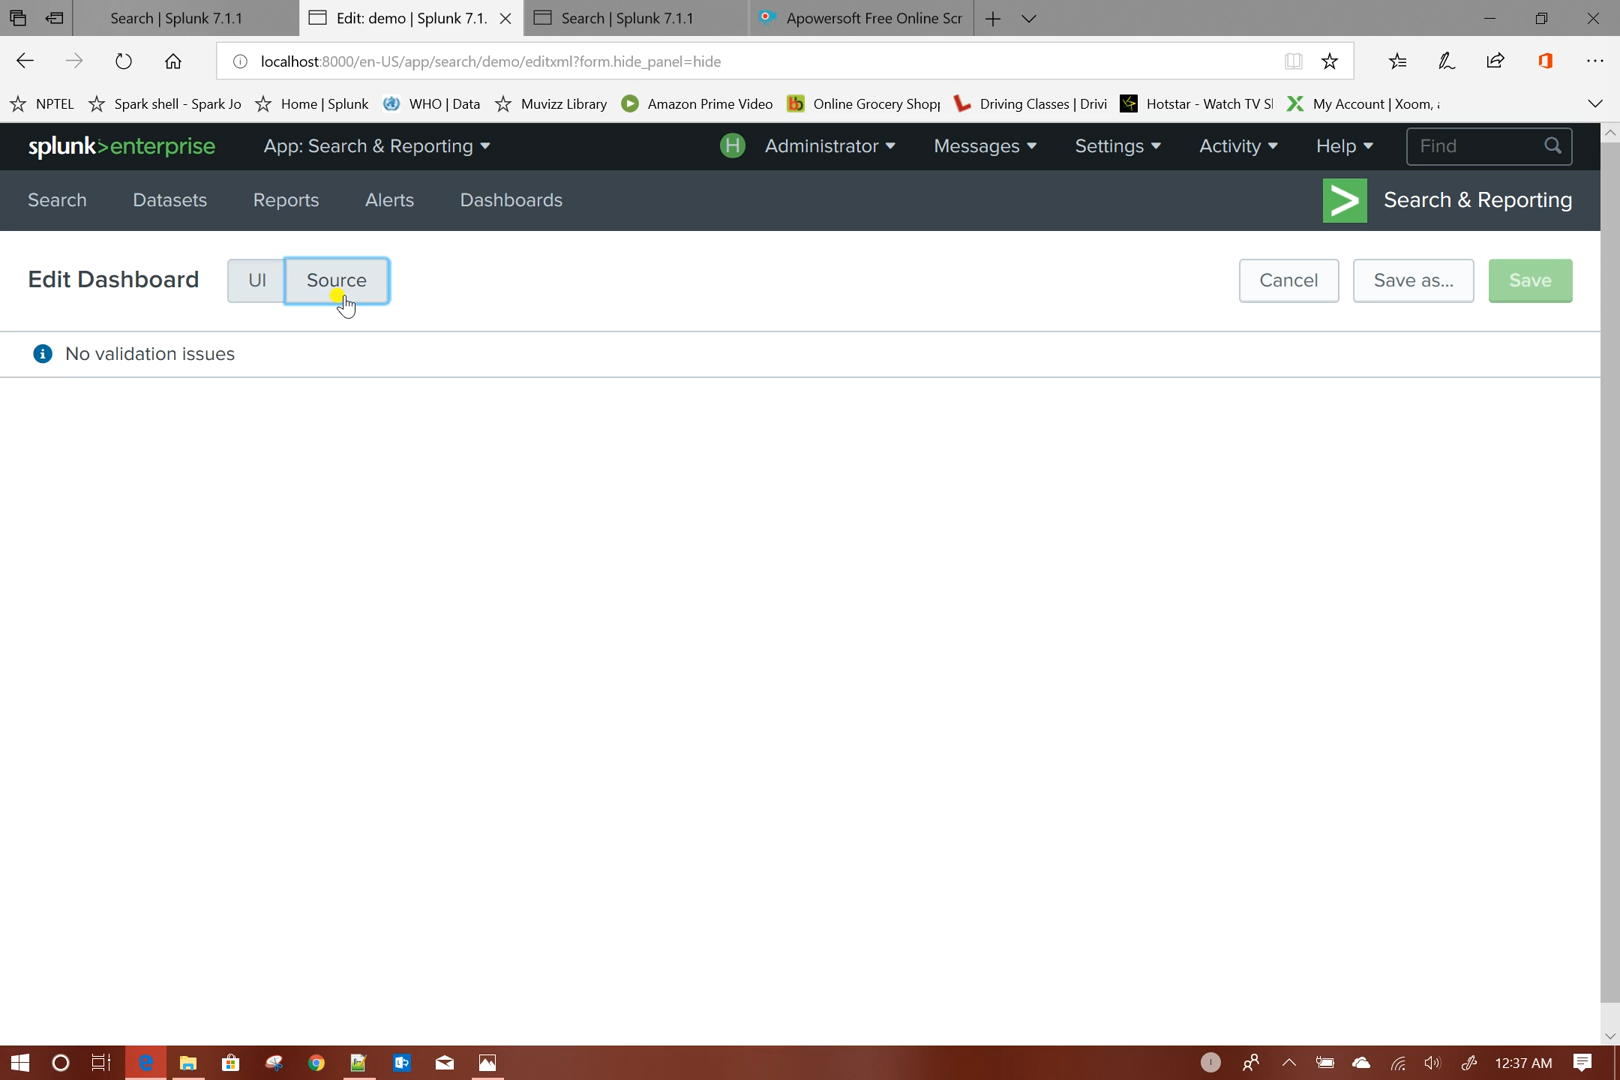 Search | Splunk 7.1.1
Edit: demo | Splunk 7.1.
Search | Splunk 7.1.1
Apowersoft Free Online Scr
localhost:8000/en-US/app/search/demo/editxml?form.hide_panel=hide
NPTEL
Spark shell - Spark Jo
Home | Splunk
WHO | Data
Muvizz Library
Amazon Prime Video
Online Grocery Shopp
Driving Classes | Drivi
Hotstar - Watch TV Sl
My Account | Xoom, a
splunk>enterprise
App: Search & Reporting
H
Administrator
Messages
Settings
Activity
Help
Find
Search
Datasets
Reports
Alerts
Dashboards
Search & Reporting
Edit Dashboard
UI
Source
Cancel
Save as...
Save
No validation issues
12:37 AM